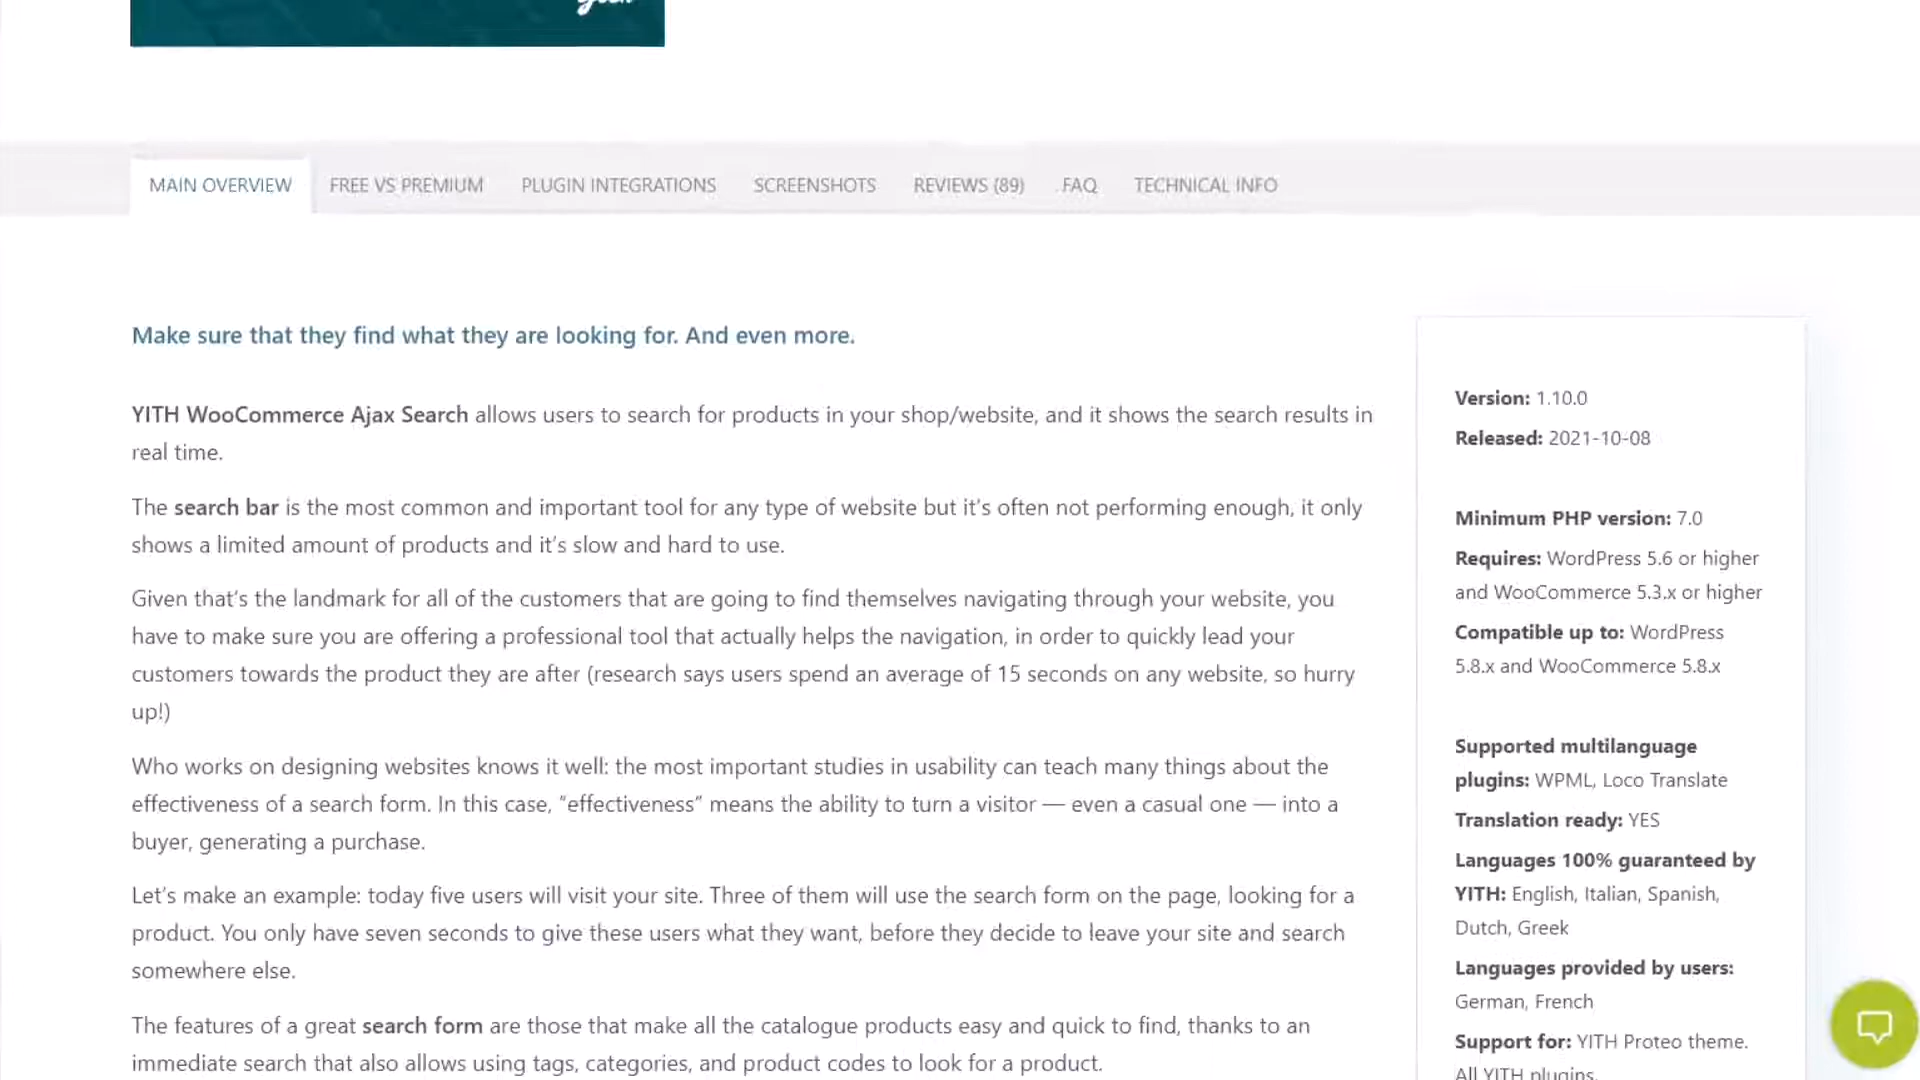 MAIN OVERVIEW
FREE VS PREMIUM
PLUGIN INTEGRATIONS
SCREENSHOTS
REVIEWS (89)
FAQ
TECHNICAL INFO
Make sure that they find what they are looking for. And even more.
YITH WooCommerce Ajax Search allows users to search for products in your shop/website, and it shows the search results in
real time.
The search bar is the most common and important tool for any type of website but it’s often not performing enough, it only
shows a limited amount of products and it’s slow and hard to use.
Given that’s the landmark for all of the customers that are going to find themselves navigating through your website, you
have to make sure you are offering a professional tool that actually helps the navigation, in order to quickly lead your
customers towards the product they are after (research says users spend an average of 15 seconds on any website, so hurry
up!)
Who works on designing websites knows it well: the most important studies in usability can teach many things about the
effectiveness of a search form. In this case, “effectiveness” means the ability to turn a visitor — even a casual one — into a
buyer, generating a purchase.
Let’s make an example: today five users will visit your site. Three of them will use the search form on the page, looking for a
product. You only have seven seconds to give these users what they want, before they decide to leave your site and search
somewhere else.
The features of a great search form are those that make all the catalogue products easy and quick to find, thanks to an
immediate search that also allows using tags, categories, and product codes to look for a product.
Version: 1.10.0
Released: 2021-10-08
Minimum PHP version: 7.0
Requires: WordPress 5.6 or higher
and WooCommerce 5.3.x or higher
Compatible up to: WordPress
5.8.x and WooCommerce 5.8.x
Supported multilanguage
plugins: WPML, Loco Translate
Translation ready: YES
Languages 100% guaranteed by
YITH: English, Italian, Spanish,
Dutch, Greek
Languages provided by users:
German, French
Support for: YITH Proteo theme.
All YITH plugins.